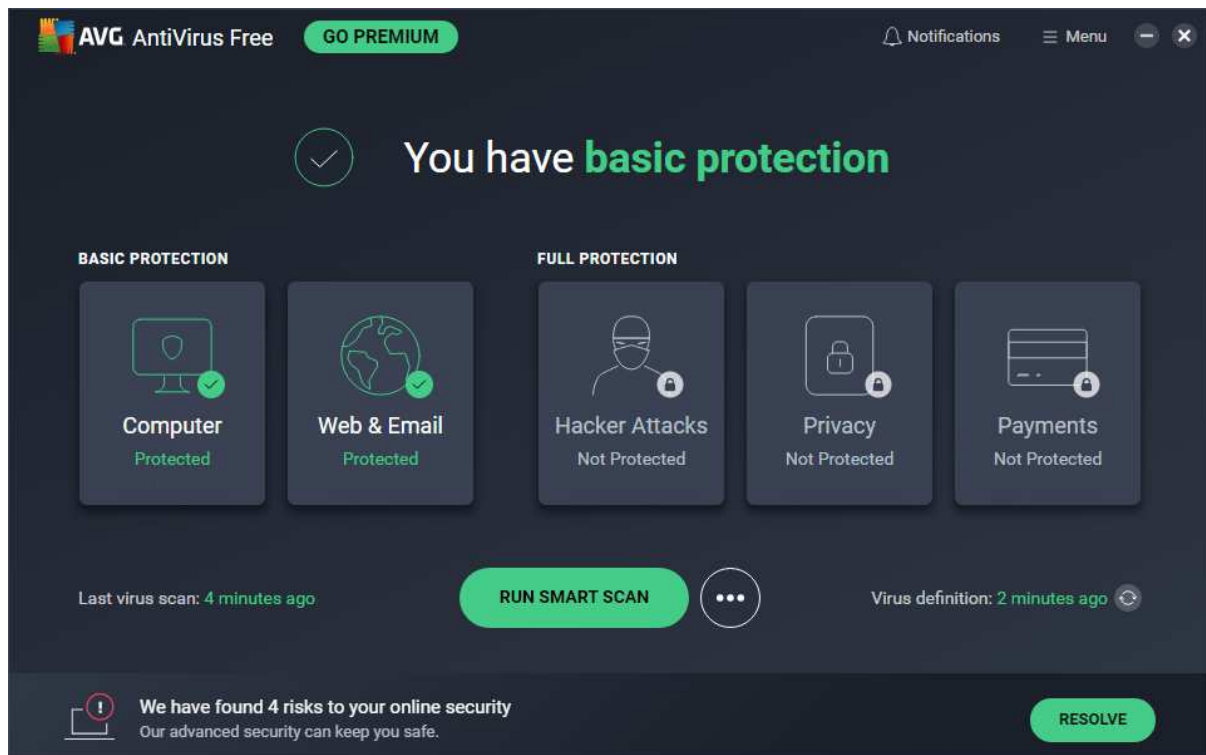 AVG AntiVirus Free GO PREMIUM Notifications Menu
You have basic protection
BASIC PROTECTION
Computer
Protected
Web & Email
Protected
FULL PROTECTION
Hacker Attacks
Not Protected
Privacy
Not Protected
Payments
Not Protected
Last virus scan: 4 minutes ago
RUN SMART SCAN
Virus definition: 2 minutes ago
We have found 4 risks to your online security
Our advanced security can keep you safe.
RESOLVE